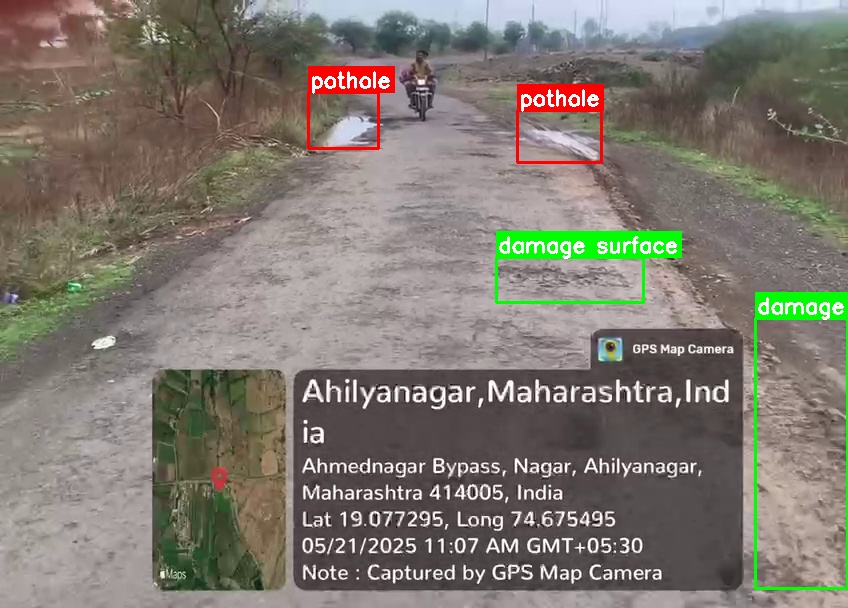 pothole
pothole
damage surface
damage
GPS Map Camera
Ahilyanagar,Maharashtra,Ind
ia
Ahmednagar Bypass, Nagar, Ahilyanagar,
Maharashtra 414005, India
Lat 19.077295, Long 74.675495
05/21/2025 11:07 AM GMT+05:30
Note : Captured by GPS Map Camera
Maps